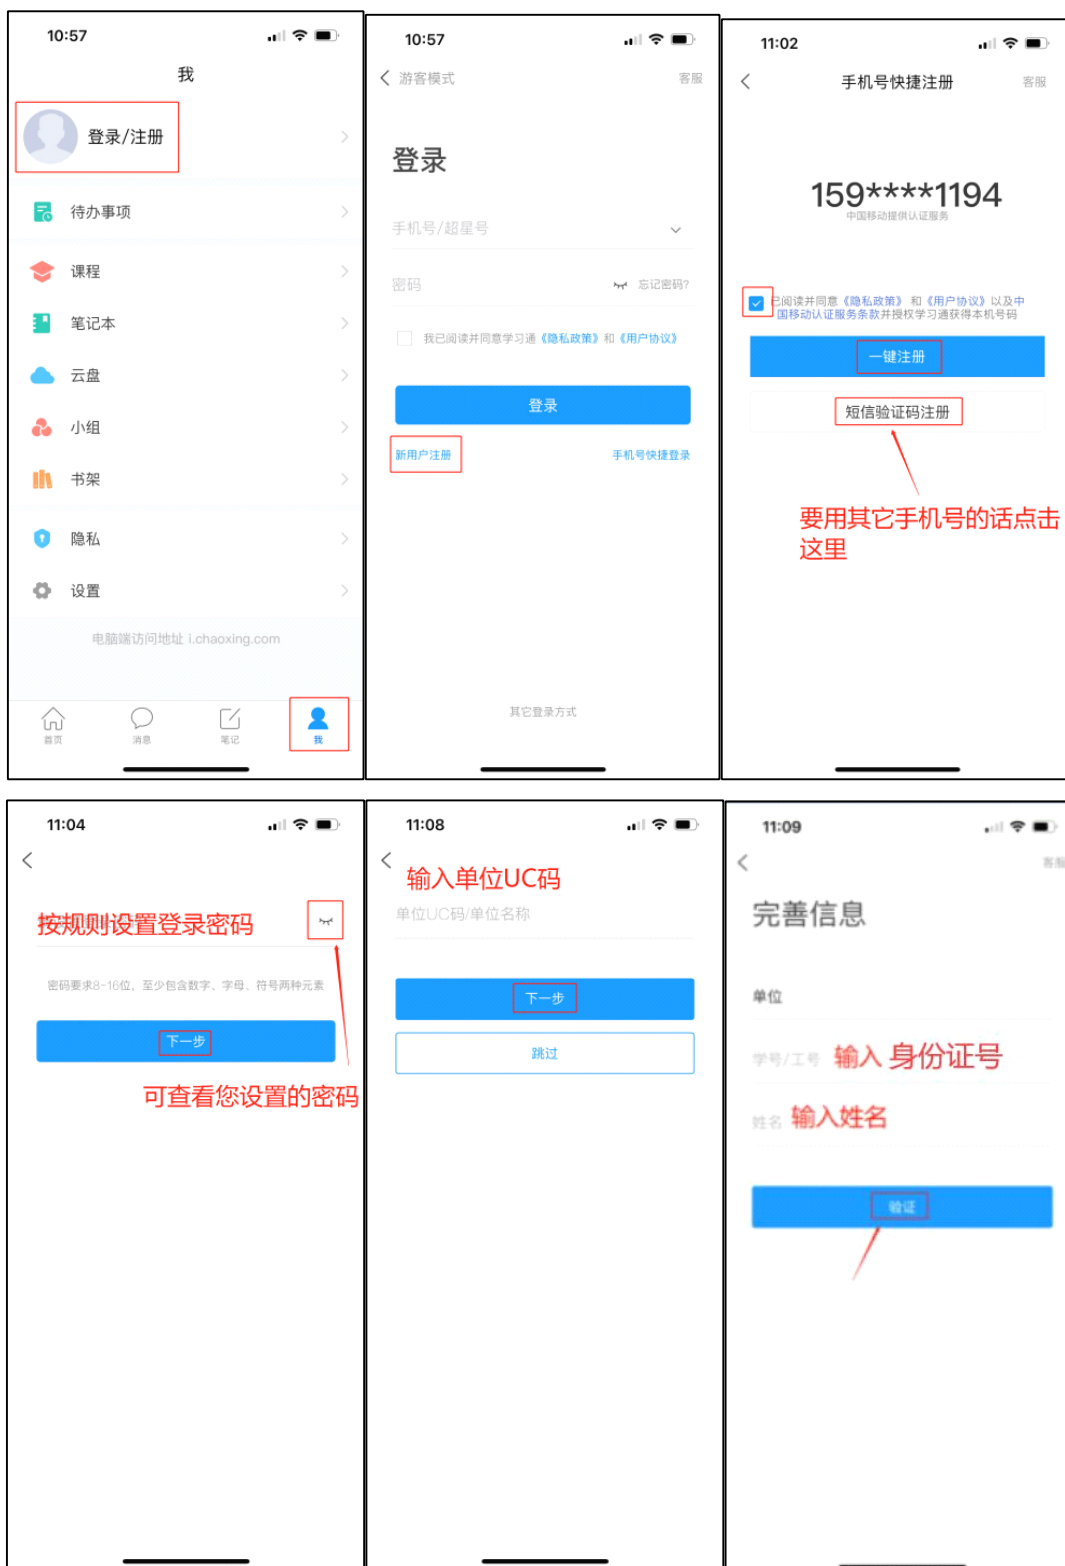 10:57
我
登录/注册
待办事项
课程
笔记本
云盘
小组
书架
隐私
设置
电脑端访问地址 i.chaoxing.com
首页
消息
笔记
我
10:57
游客模式
客服
登录
手机号/超星号
密码
忘记密码?
我已阅读并同意学习通《隐私政策》和《用户协议》
登录
新用户注册
手机号快捷登录
其它登录方式
11:02
手机号快捷注册
客服
159****1194
中国移动提供认证服务
已阅读并同意《隐私政策》和《用户协议》以及中
国移动认证服务条款并授权学习通获得本机号码
一键注册
短信验证码注册
要用其它手机号的话点击
这里
11:04
按规则设置登录密码
密码要求8-16位，至少包含数字、字母、符号两种元素
下一步
可查看您设置的密码
11:08
输入单位UC码
单位UC码/单位名称
下一步
跳过
11:09
客服
完善信息
单位
学号/工号 输入 身份证号
姓名 输入姓名
验证